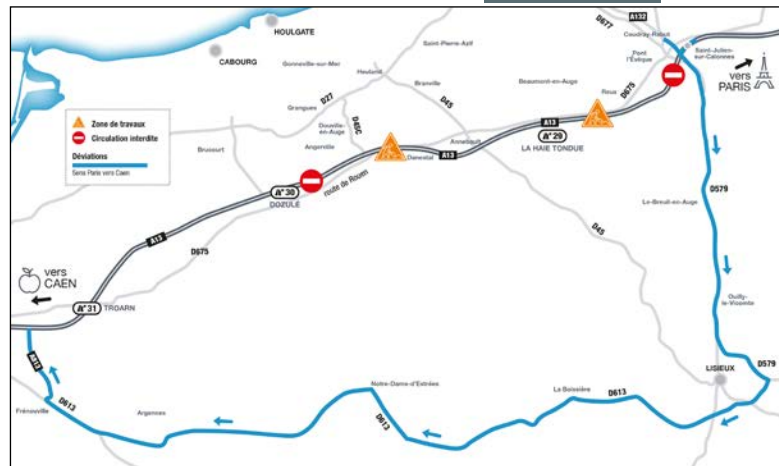 HOULGATE
CABOURG
D677
A132
Coudray-Rabut
Pont
l'Évêque
Saint-Julien-
sur-Calonnes
vers
PARIS
Saint-Pierre-Azif
Gonneville-sur-Mer
Heuland
Branville
Beaumont-en-Auge
Reux
D675
D27
D45
Grangues
D45C
Douville-
en-Auge
Angerville
Brucourt
Annebault
A13
N°29
LA HAIE TONDUE
Danestal
A13
route de Rouen
N°30
DOZULÉ
Zone de travaux
Circulation interdite
Déviations
Sens Paris vers Caen
D579
Le-Breuil-en-Auge
D45
A13
D675
vers
CAEN
N°31
TROARN
Ouilly-
le-Vicomte
D579
LISIEUX
A813
Notre-Dame-d'Estrées
La Boissière
D613
Frénouville
D613
Argences
D613